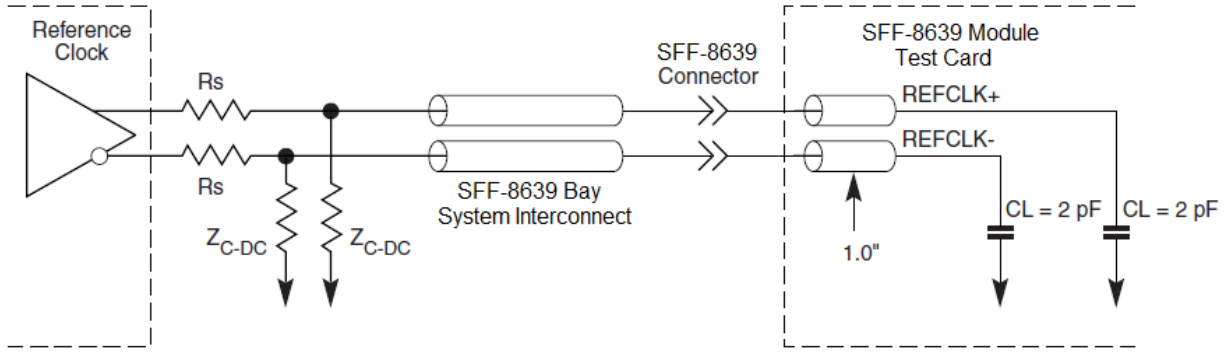 Reference
Clock
Rs
Rs
Z_C-DC
Z_C-DC
SFF-8639 Bay
System Interconnect
SFF-8639
Connector
SFF-8639 Module
Test Card
REFCLK+
REFCLK-
1.0"
CL = 2 pF
CL = 2 pF